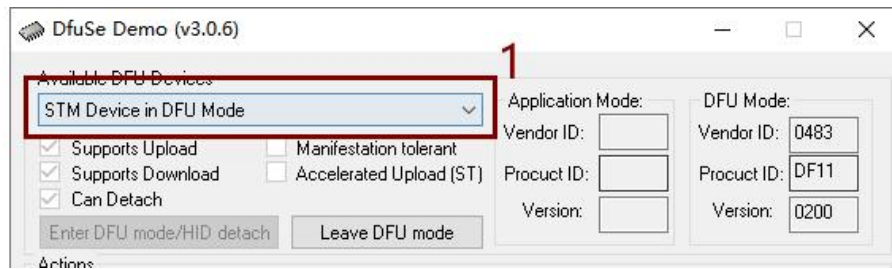 DfuSe Demo (v3.0.6)
1
Available DFU Devices
STM Device in DFU Mode
Supports Upload
Manifestation tolerant
Supports Download
Accelerated Upload (ST)
Can Detach
Enter DFU mode/HID detach
Leave DFU mode
Application Mode:
Vendor ID:
Procuct ID:
Version:
DFU Mode:
Vendor ID: 0483
Procuct ID: DF11
Version: 0200
Actions